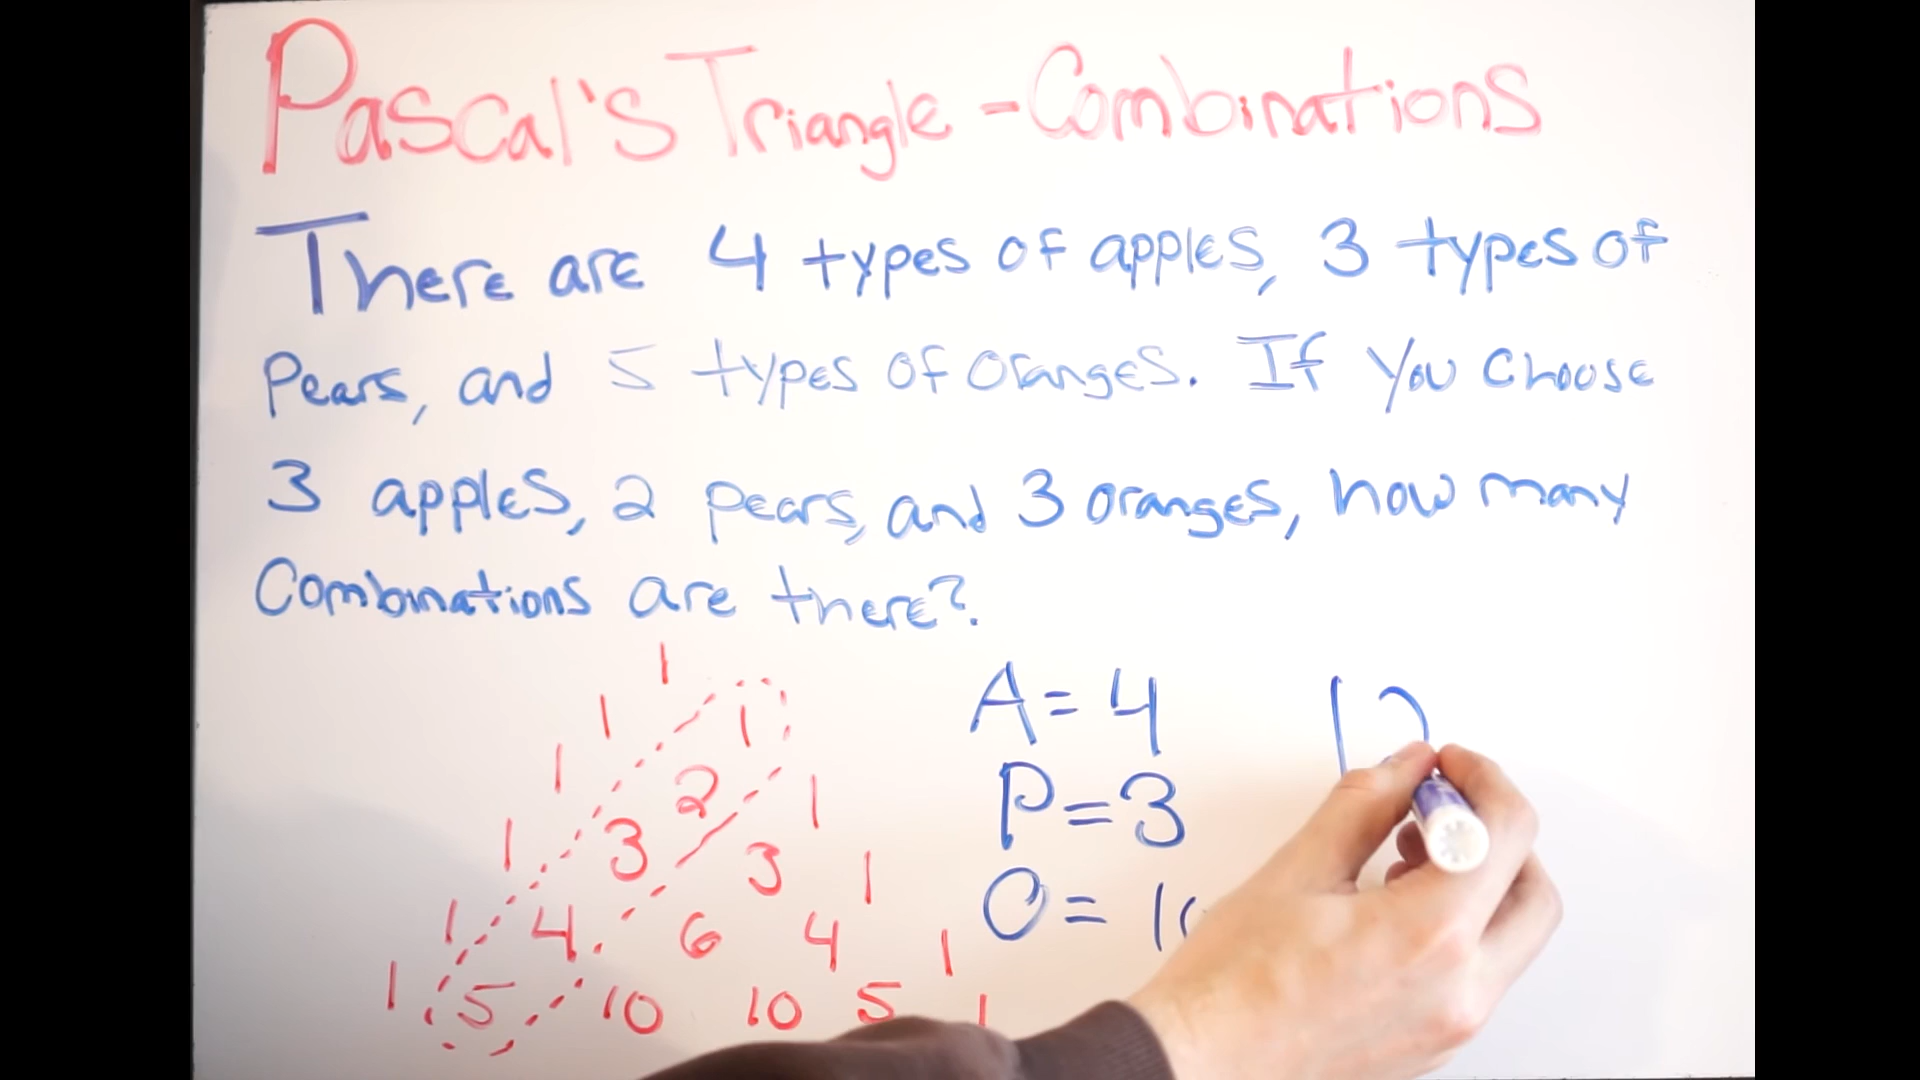 Pascal's Triangle - Combinations
There are 4 types of apples, 3 types of
Pears, and 5 types of oranges. If you choose
3 apples, 2 pears, and 3 oranges, how many
Combinations are there?
1
1 1
1 2 1
1 3 3 1
1 4 6 4 1
1 5 10 10 5 1
A = 4
P = 3
O = 1
1